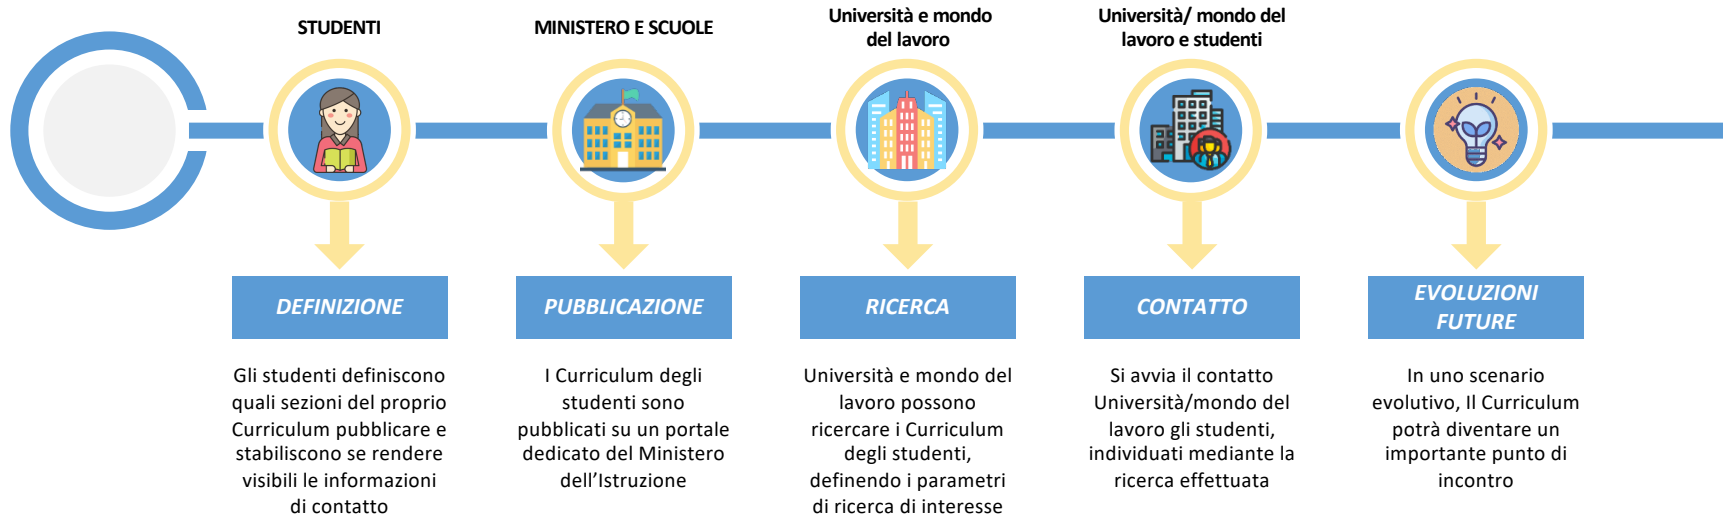 STUDENTI
MINISTERO E SCUOLE
Università e mondo
del lavoro
Università/ mondo del
lavoro e studenti
DEFINIZIONE
PUBBLICAZIONE
RICERCA
CONTATTO
EVOLUZIONI
FUTURE
Gli studenti definiscono
quali sezioni del proprio
Curriculum pubblicare e
stabiliscono se rendere
visibili le informazioni
di contatto
I Curriculum degli
studenti sono
pubblicati su un portale
dedicato del Ministero
dell’Istruzione
Università e mondo del
lavoro possono
ricercare i Curriculum
degli studenti,
definendo i parametri
di ricerca di interesse
Si avvia il contatto
Università/mondo del
lavoro gli studenti,
individuati mediante la
ricerca effettuata
In uno scenario
evolutivo, Il Curriculum
potrà diventare un
importante punto di
incontro